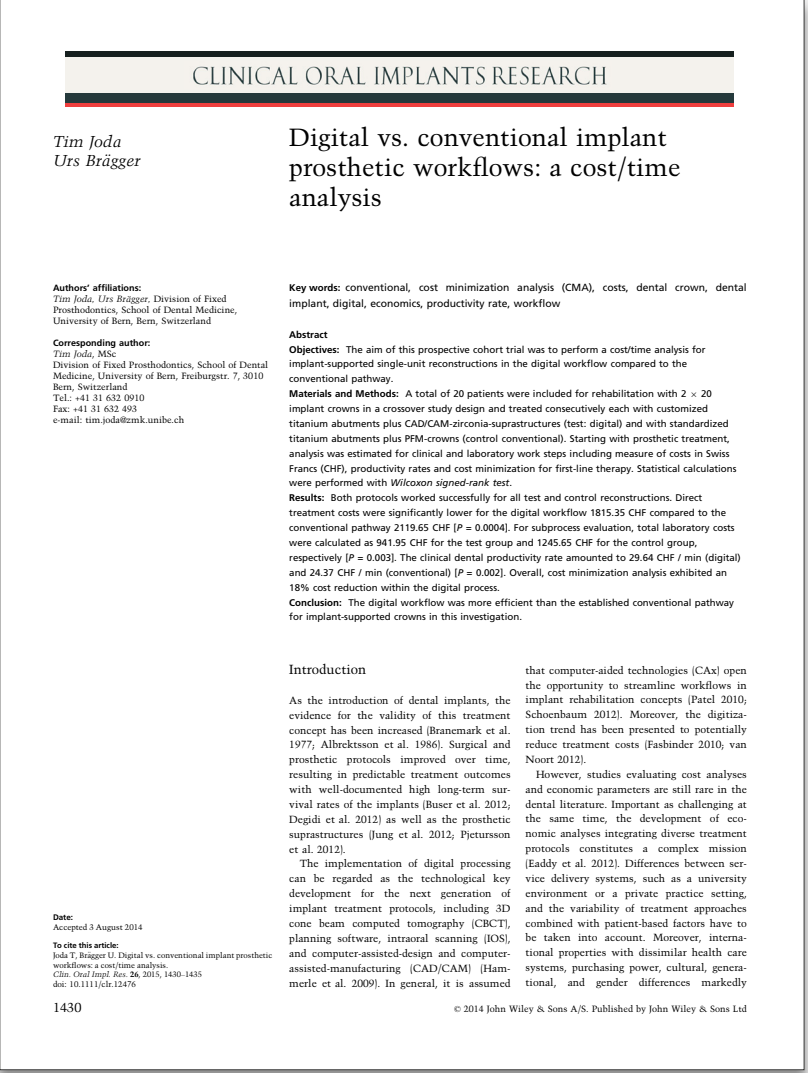 CLINICAL ORAL IMPLANTS RESEARCH
Tim Joda
Urs Brägger
Digital vs. conventional implant
prosthetic workflows: a cost/time
analysis
Authors' affiliations:
Tim Joda, Urs Brägger, Division of Fixed
Prosthodontics, School of Dental Medicine,
University of Bern, Bern, Switzerland
Corresponding author:
Tim Joda, MSc
Division of Fixed Prosthodontics, School of Dental
Medicine, University of Bern, Freiburgstr. 7, 3010
Bern, Switzerland
Tel.: +41 31 632 0910
Fax: +41 31 632 493
e-mail: tim.joda@zmk.unibe.ch
Date:
Accepted 3 August 2014
To cite this article:
Joda T, Brägger U. Digital vs. conventional implant prosthetic
workflows: a cost/time analysis.
Clin. Oral Impl. Res. 26, 2015, 1430–1435
doi: 10.1111/clr.12476
Key words: conventional, cost minimization analysis (CMA), costs, dental crown, dental
implant, digital, economics, productivity rate, workflow
Abstract
Objectives: The aim of this prospective cohort trial was to perform a cost/time analysis for
implant-supported single-unit reconstructions in the digital workflow compared to the
conventional pathway.
Materials and Methods: A total of 20 patients were included for rehabilitation with 2 × 20
implant crowns in a crossover study design and treated consecutively each with customized
titanium abutments plus CAD/CAM-zirconia-suprastructures (test: digital) and with standardized
titanium abutments plus PFM-crowns (control conventional). Starting with prosthetic treatment,
analysis was estimated for clinical and laboratory work steps including measure of costs in Swiss
Francs (CHF), productivity rates and cost minimization for first-line therapy. Statistical calculations
were performed with Wilcoxon signed-rank test.
Results: Both protocols worked successfully for all test and control reconstructions. Direct
treatment costs were significantly lower for the digital workflow 1815.35 CHF compared to the
conventional pathway 2119.65 CHF [P = 0.0004]. For subprocess evaluation, total laboratory costs
were calculated as 941.95 CHF for the test group and 1245.65 CHF for the control group,
respectively [P = 0.003]. The clinical dental productivity rate amounted to 29.64 CHF / min (digital)
and 24.37 CHF / min (conventional) [P = 0.002]. Overall, cost minimization analysis exhibited an
18% cost reduction within the digital process.
Conclusion: The digital workflow was more efficient than the established conventional pathway
for implant-supported crowns in this investigation.
Introduction
As the introduction of dental implants, the
evidence for the validity of this treatment
concept has been increased (Branemark et al.
1977; Albrektsson et al. 1986). Surgical and
prosthetic protocols improved over time,
resulting in predictable treatment outcomes
with well-documented high long-term sur-
vival rates of the implants (Buser et al. 2012;
Degidi et al. 2012) as well as the prosthetic
suprastructures (Jung et al. 2012; Pjetursson
et al. 2012).
The implementation of digital processing
can be regarded as the technological key
development for the next generation of
implant treatment protocols, including 3D
cone beam computed tomography (CBCT),
planning software, intraoral scanning (IOS),
and computer-assisted-design and computer-
assisted-manufacturing (CAD/CAM) (Ham-
merle et al. 2009). In general, it is assumed
that computer-aided technologies (CAx) open
the opportunity to streamline workflows in
implant rehabilitation concepts (Patel 2010;
Schoenbaum 2012). Moreover, the digitiza-
tion trend has been presented to potentially
reduce treatment costs (Fasbinder 2010; van
Noort 2012).
However, studies evaluating cost analyses
and economic parameters are still rare in the
dental literature. Important as challenging at
the same time, the development of eco-
nomic analyses integrating diverse treatment
protocols constitutes a complex mission
(Eaddy et al. 2012). Differences between ser-
vice delivery systems, such as a university
environment or a private practice setting,
and the variability of treatment approaches
combined with patient-based factors have to
be taken into account. Moreover, interna-
tional properties with dissimilar health care
systems, purchasing power, cultural, genera-
tional, and gender differences markedly
1430
© 2014 John Wiley & Sons A/S. Published by John Wiley & Sons Ltd